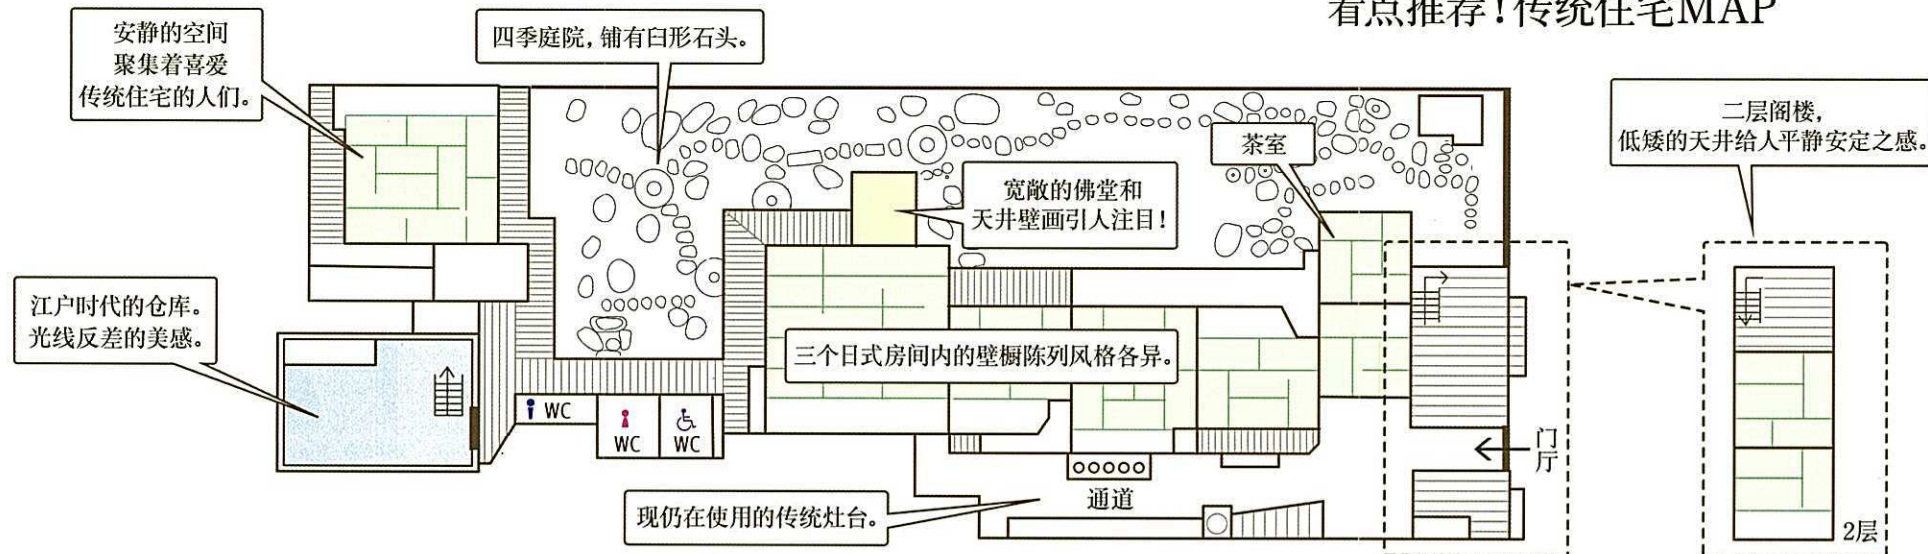 看点推荐！传统住宅MAP
安静的空间
聚集着喜爱
传统住宅的人们。
四季庭院，铺有臼形石头。
二层阁楼，
低矮的天井给人平静安定之感。
茶室
宽敞的佛堂和
天井壁画引人注目！
江户时代的仓库。
光线反差的美感。
三个日式房间内的壁橱陈列风格各异。
WC
WC
WC
门厅
通道
现仍在使用的传统灶台。
2层